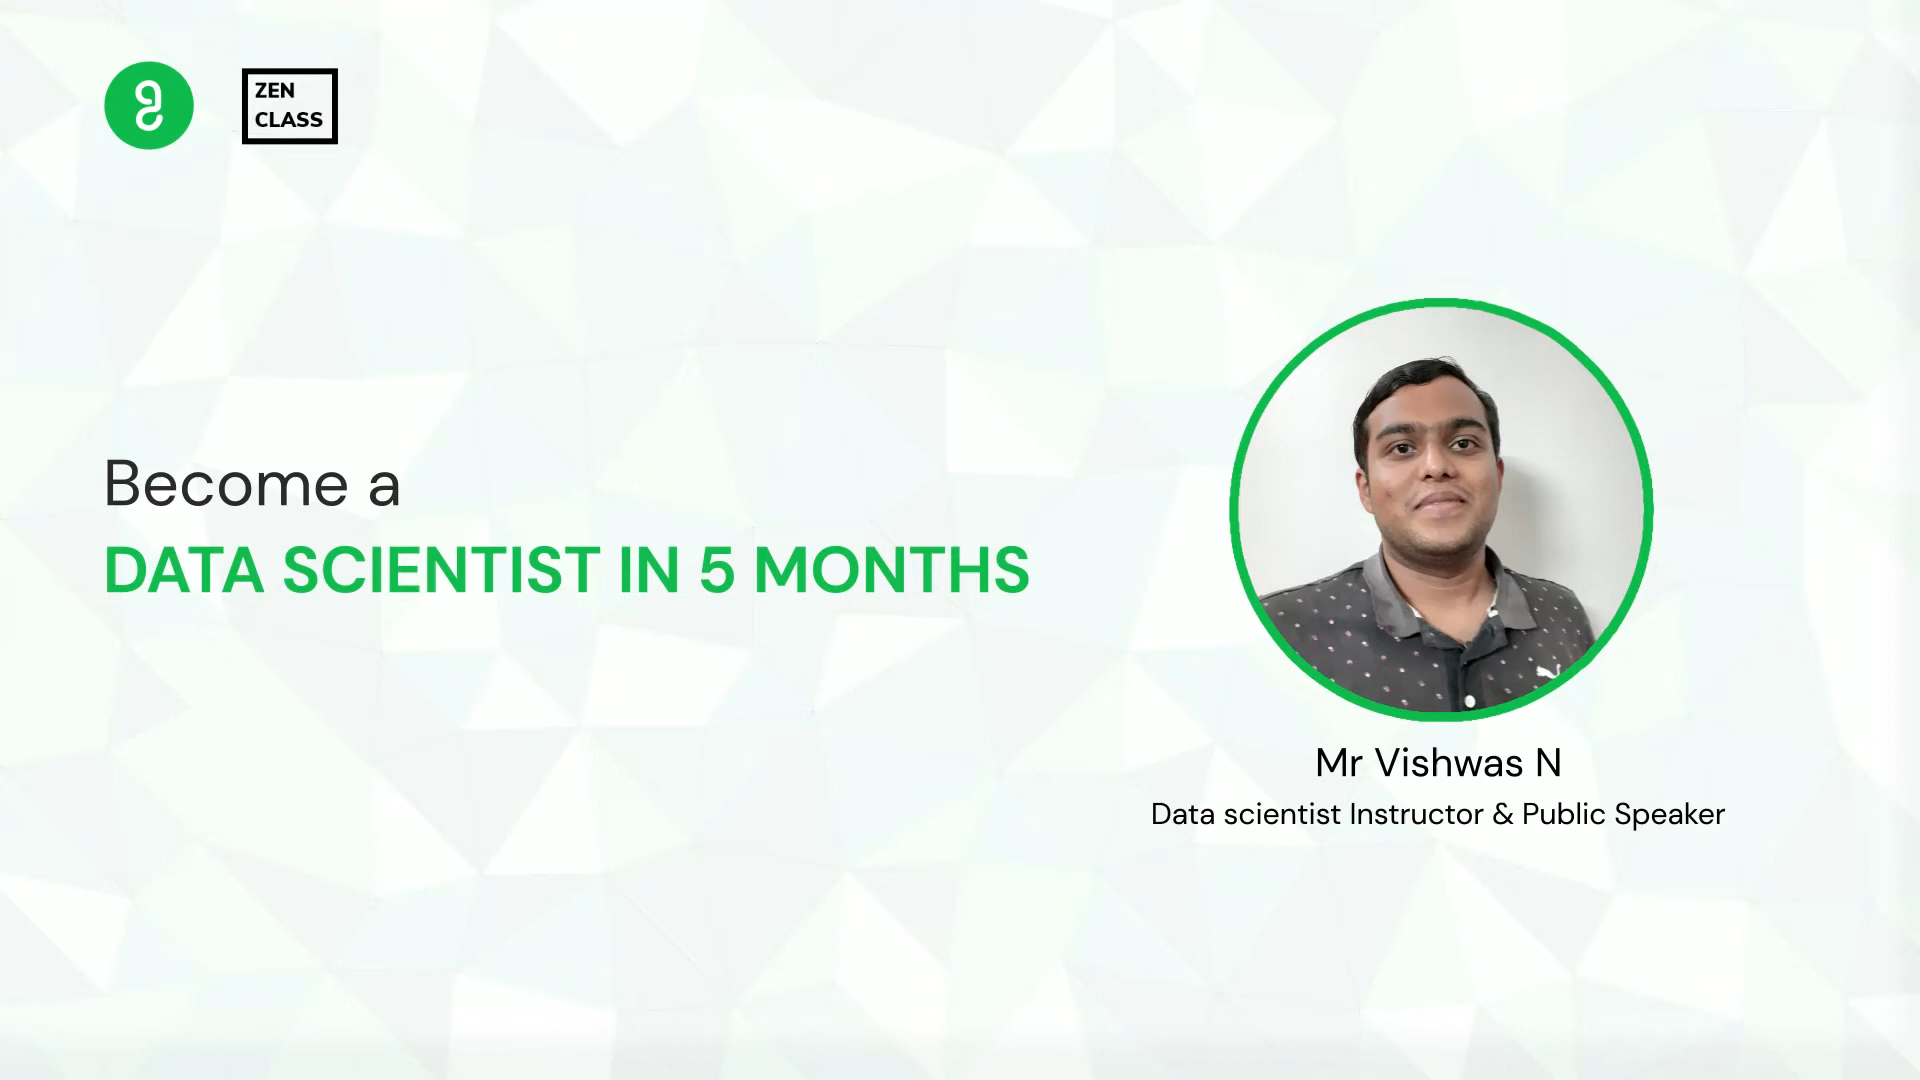 ZEN
CLASS
Become a
DATA SCIENTIST IN 5 MONTHS
Mr Vishwas N
Data scientist Instructor & Public Speaker